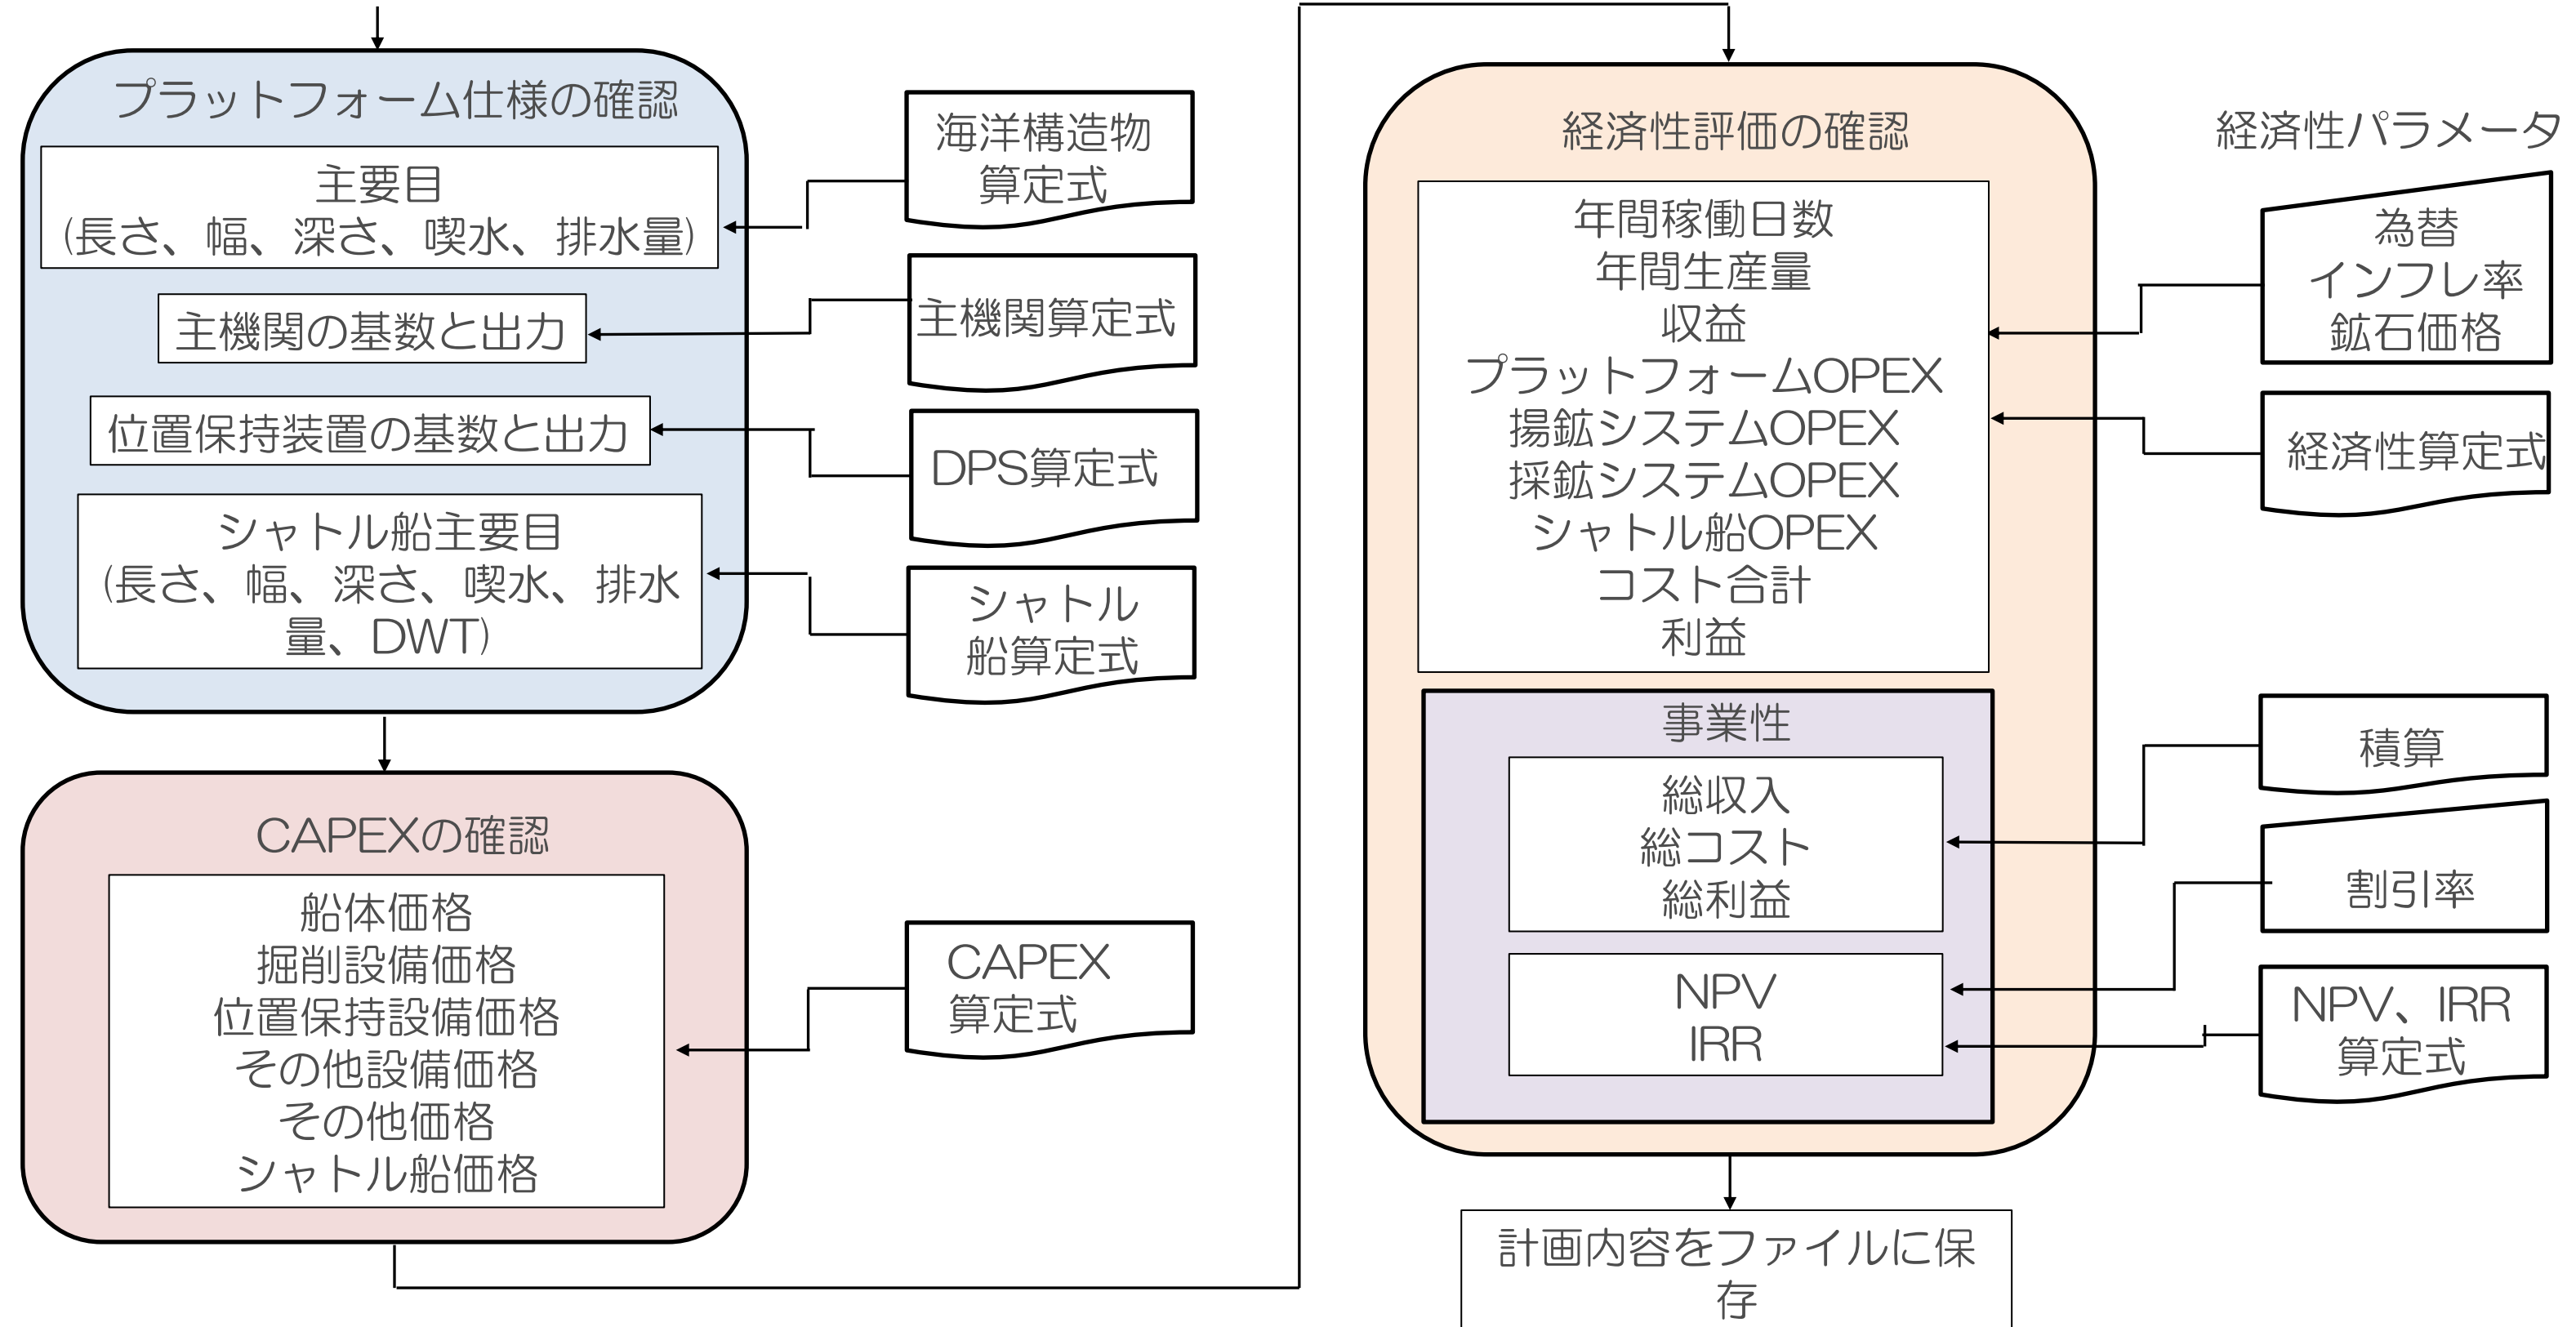 プラットフォーム仕様の確認
主要目
(長さ、幅、深さ、喫水、排水量)
主機関の基数と出力
位置保持装置の基数と出力
シャトル船主要目
(長さ、幅、深さ、喫水、排水
量、DWT)
海洋構造物
算定式
主機関算定式
DPS算定式
シャトル
船算定式
CAPEXの確認
船体価格
掘削設備価格
位置保持設備価格
その他設備価格
その他価格
シャトル船価格
CAPEX
算定式
経済性評価の確認
年間稼働日数
年間生産量
収益
プラットフォームOPEX
揚鉱システムOPEX
採鉱システムOPEX
シャトル船OPEX
コスト合計
利益
事業性
総収入
総コスト
総利益
NPV
IRR
経済性パラメータ
為替
インフレ率
鉱石価格
経済性算定式
積算
割引率
NPV、IRR
算定式
計画内容をファイルに保
存